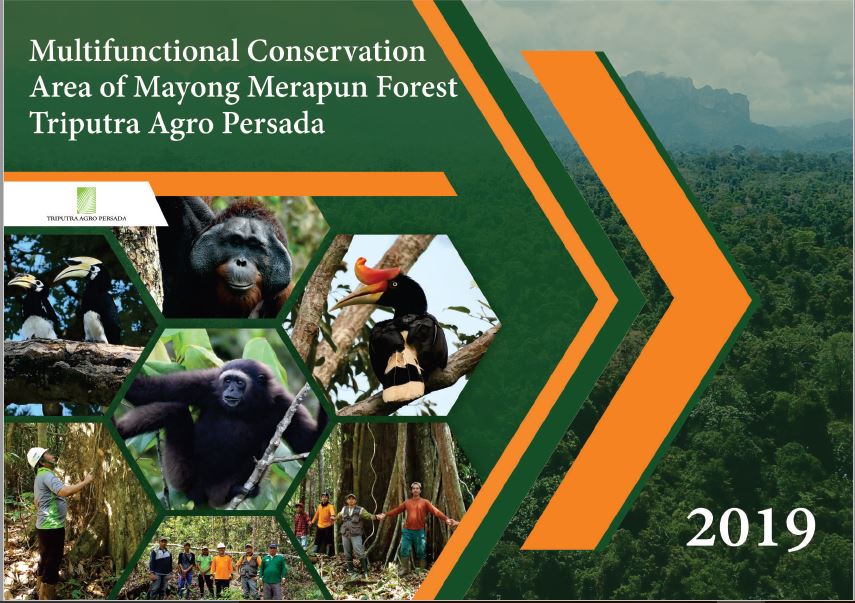 Multifunctional Conservation
Area of Mayong Merapun Forest
Triputra Agro Persada
TRIPUTRA AGRO PERSADA
2019